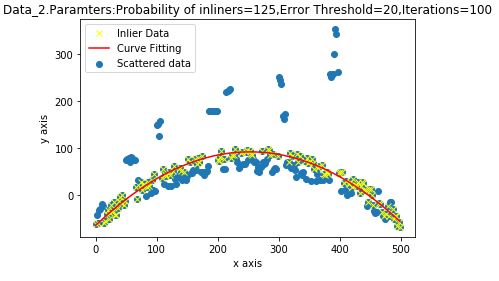 Data_2.Paramters:Probability of inliners=125,Error Threshold=20,Iterations=100
Inlier Data
Curve Fitting
Scattered data
y axis
300
200
100
0
0 100 200 300 400 500
x axis